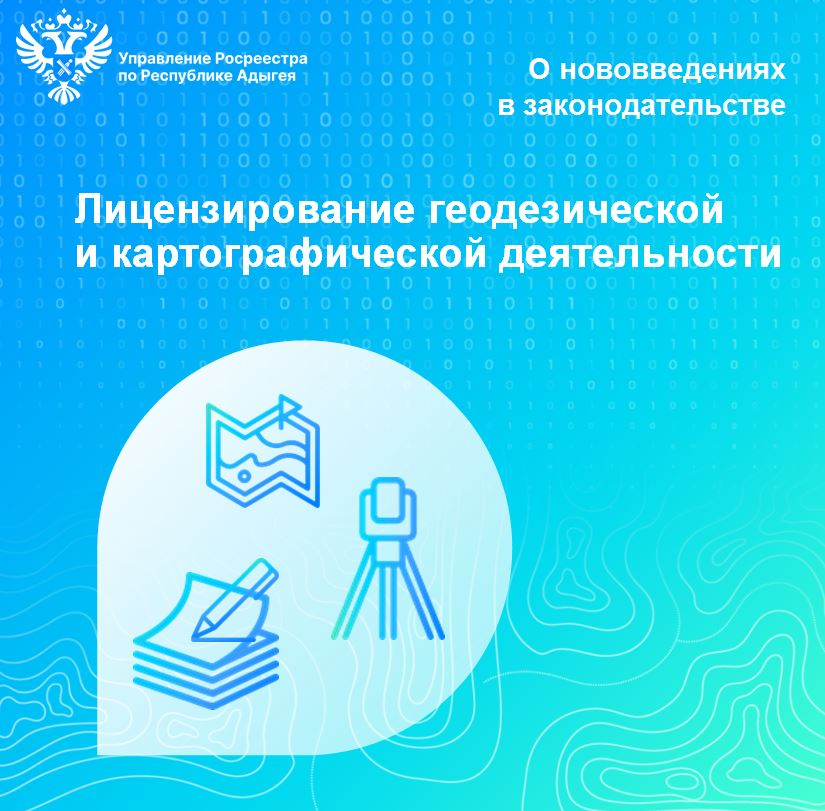 Управление Росреестра
по Республике Адыгея
О нововведениях
в законодательстве
Лицензирование геодезической
и картографической деятельности